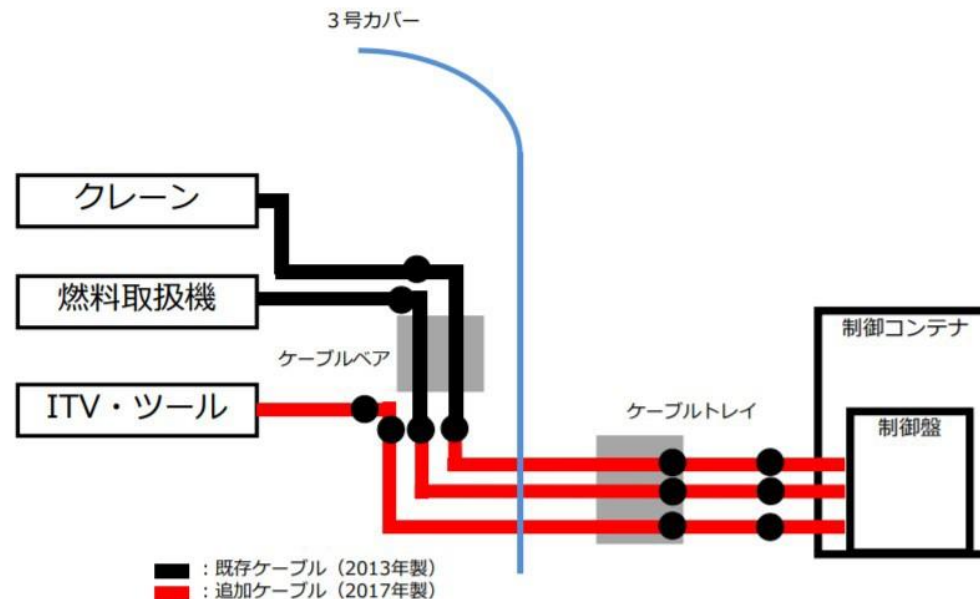 3号カバー
クレーン
燃料取扱機
制御コンテナ
ケーブルベア
ITV・ツール
ケーブルトレイ
制御盤
：既存ケーブル（2013年製）
：追加ケーブル（2017年製）